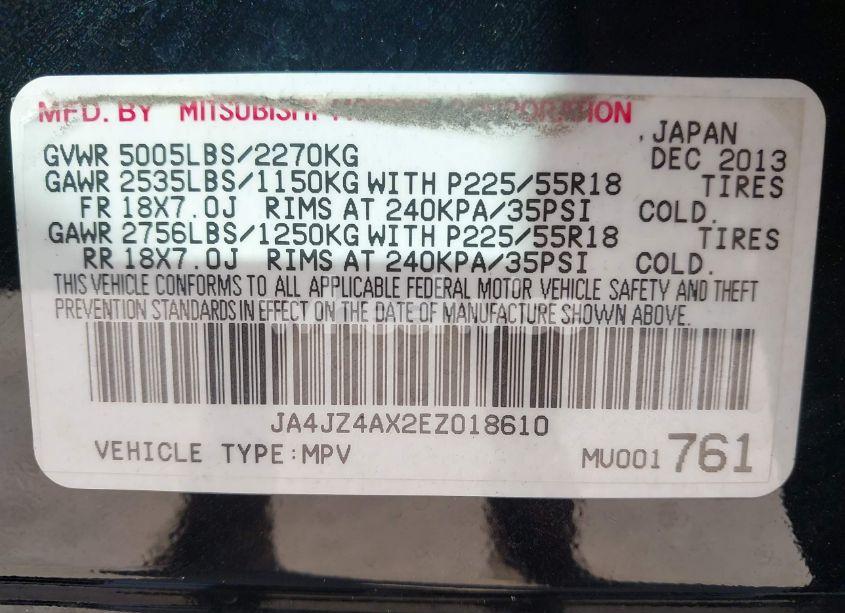 MFD. BY MITSUBISHI MOTORS CORPORATION
, JAPAN
GVWR 5005LBS/2270KG DEC 2013
GAWR 2535LBS/1150KG WITH P225/55R18 TIRES
FR 18X7.0J RIMS AT 240KPA/35PSI COLD.
GAWR 2756LBS/1250KG WITH P225/55R18 TIRES
RR 18X7.0J RIMS AT 240KPA/35PSI COLD.
THIS VEHICLE CONFORMS TO ALL APPLICABLE FEDERAL MOTOR VEHICLE SAFETY AND THEFT
PREVENTION STANDARDS IN EFFECT ON THE DATE OF MANUFACTURE SHOWN ABOVE.
JA4JZ4AX2EZ018610
VEHICLE TYPE:MPV MU001 761